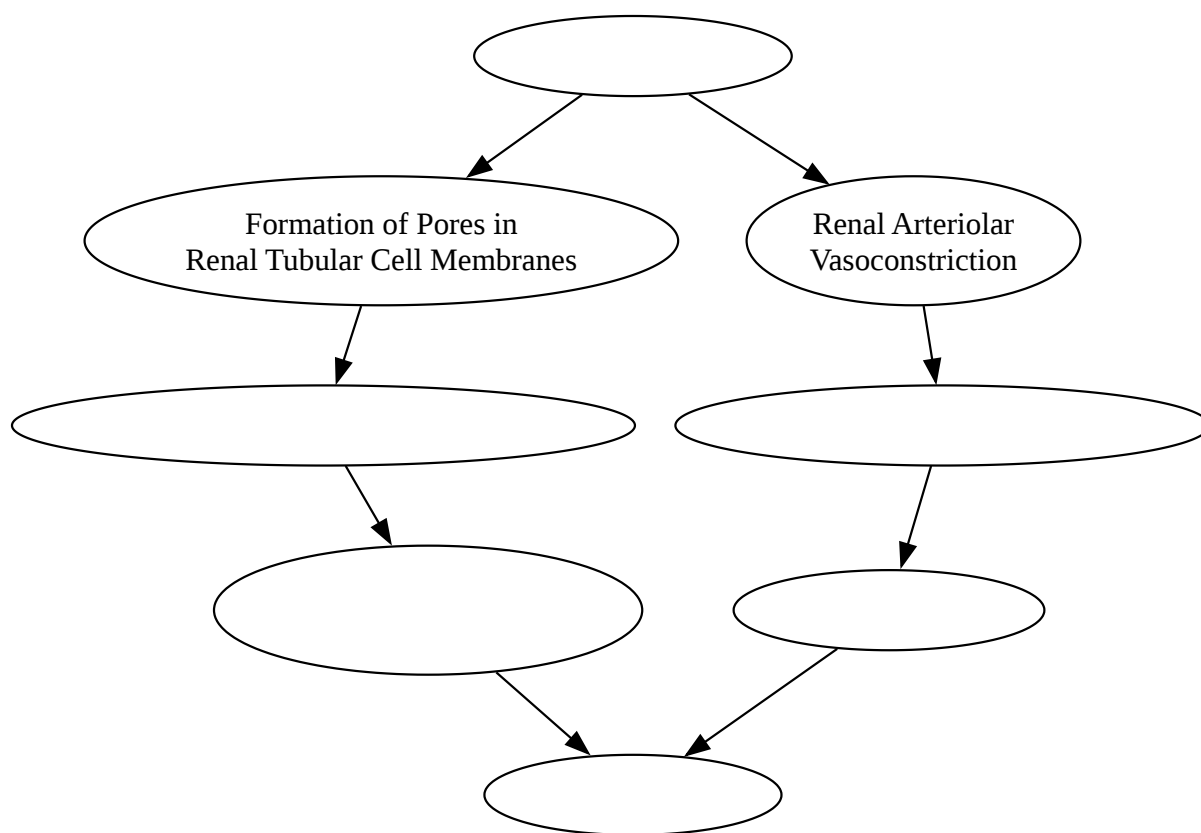 Formation of Pores in
Renal Tubular Cell Membranes
Renal Arteriolar
Vasoconstriction